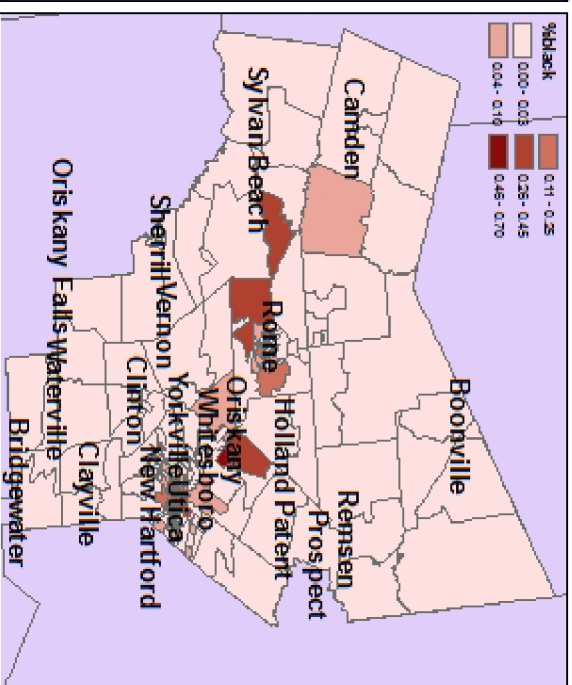 %black
0.00 - 0.03
0.04 - 0.10
0.11 - 0.25
0.26 - 0.45
0.46 - 0.70
Boonville
Camden
Remsen
Prospect
Sylvan Beach
Rome
Holland Patent
Oriskany
Whitesboro
Yorkville
Utica
Sherrill
Vernon
New Hartford
Clinton
Clayville
Oriskany Falls
Waterville
Bridgewater